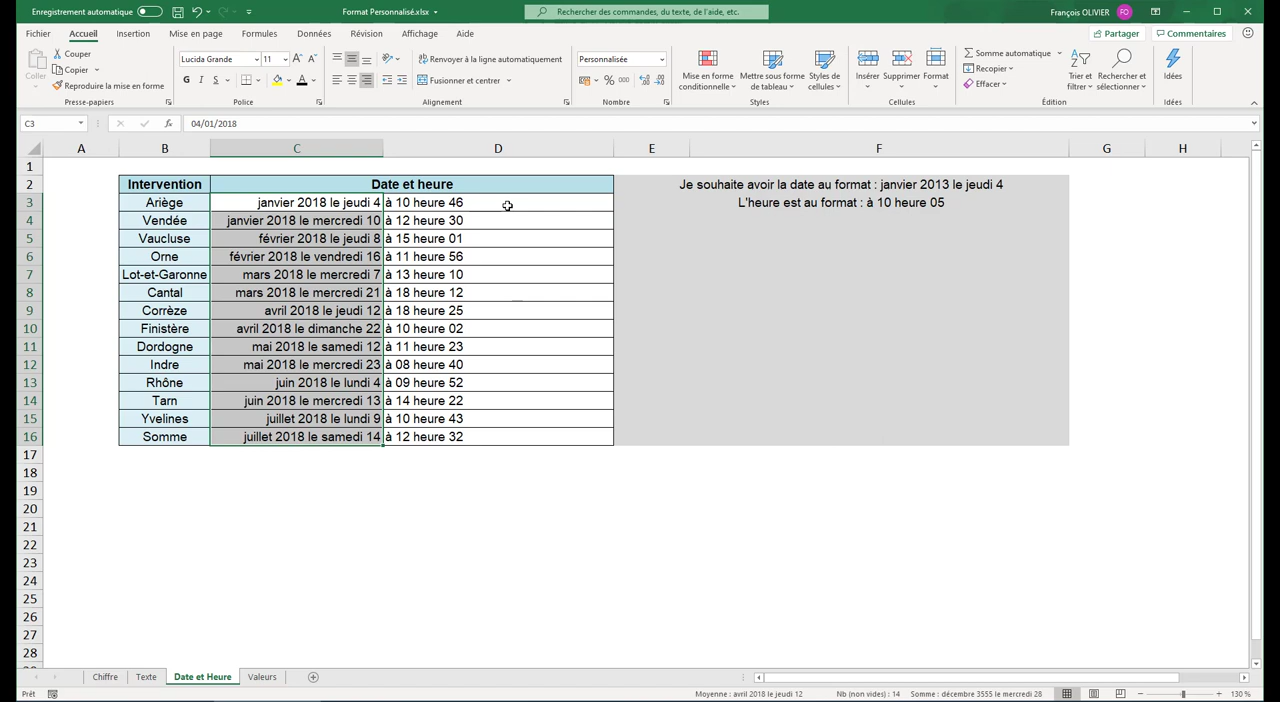 Enregistrement automatique
Format Personnalisé.xlsx
Rechercher des commandes, du texte, de l'aide, etc.
François OLIVIER FO
Fichier Accueil Insertion Mise en page Formules Données Révision Affichage Aide
Partager Commentaires
Coller
Couper
Copier
Reproduire la mise en forme
Presse-papiers
Lucida Grande 11
G I S
Police
Renvoyer à la ligne automatiquement
Fusionner et centrer
Alignement
Personnalisée
% 000
Nombre
Mise en forme conditionnelle
Mettre sous forme de tableau
Styles de cellules
Styles
Insérer Supprimer Format
Cellules
Somme automatique
Recopier
Effacer
Trier et filtrer
Rechercher et sélectionner
Édition
Idées
Idées
C3 fx 04/01/2018
A B C D E F G H
1
2 Intervention Date et heure Je souhaite avoir la date au format : janvier 2013 le jeudi 4
3 Ariège janvier 2018 le jeudi 4 à 10 heure 46 L'heure est au format : à 10 heure 05
4 Vendée janvier 2018 le mercredi 10 à 12 heure 30
5 Vaucluse février 2018 le jeudi 8 à 15 heure 01
6 Orne février 2018 le vendredi 16 à 11 heure 56
7 Lot-et-Garonne mars 2018 le mercredi 7 à 13 heure 10
8 Cantal mars 2018 le mercredi 21 à 18 heure 12
9 Corrèze avril 2018 le jeudi 12 à 18 heure 25
10 Finistère avril 2018 le dimanche 22 à 10 heure 02
11 Dordogne mai 2018 le samedi 12 à 11 heure 23
12 Indre mai 2018 le mercredi 23 à 08 heure 40
13 Rhône juin 2018 le lundi 4 à 09 heure 52
14 Tarn juin 2018 le mercredi 13 à 14 heure 22
15 Yvelines juillet 2018 le lundi 9 à 10 heure 43
16 Somme juillet 2018 le samedi 14 à 12 heure 32
17
18
19
20
21
22
23
24
25
26
27
28
Chiffre Texte Date et Heure Valeurs
Prêt
Moyenne : avril 2018 le jeudi 12 Nb (non vides) : 14 Somme : décembre 3555 le mercredi 28 130 %